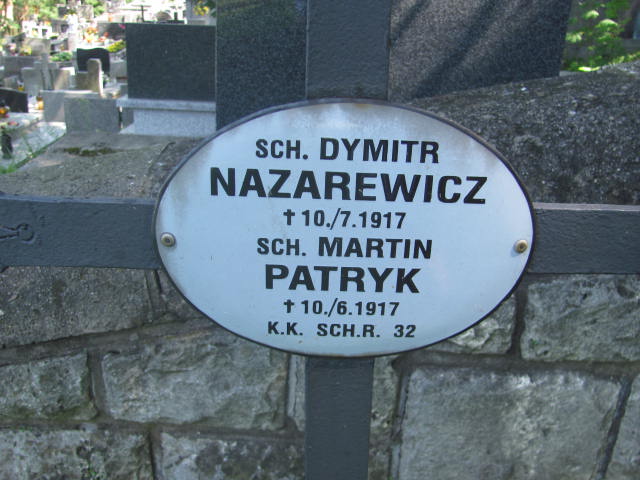 SCH. DYMITR
NAZAREWICZ
† 10./7.1917
SCH. MARTIN
PATRYK
† 10./6.1917
K.K. SCH.R. 32